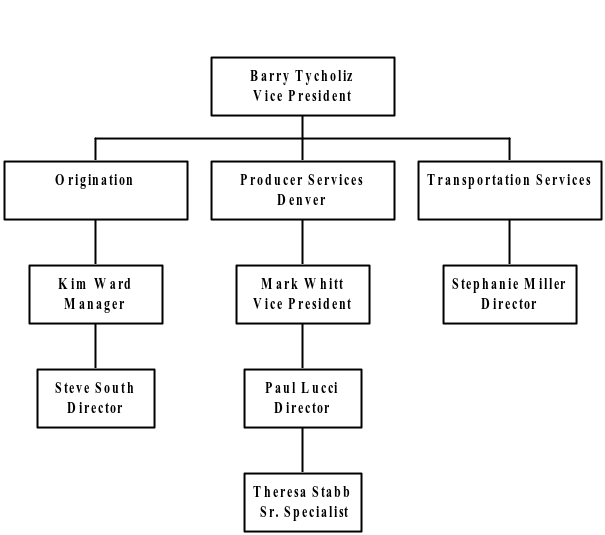 Barry Tycholiz
Vice President
Origination
Producer Services
Denver
Transportation Services
Kim Ward
Manager
Mark Whitt
Vice President
Stephanie Miller
Director
Steve South
Director
Paul Lucci
Director
Theresa Stabb
Sr. Specialist